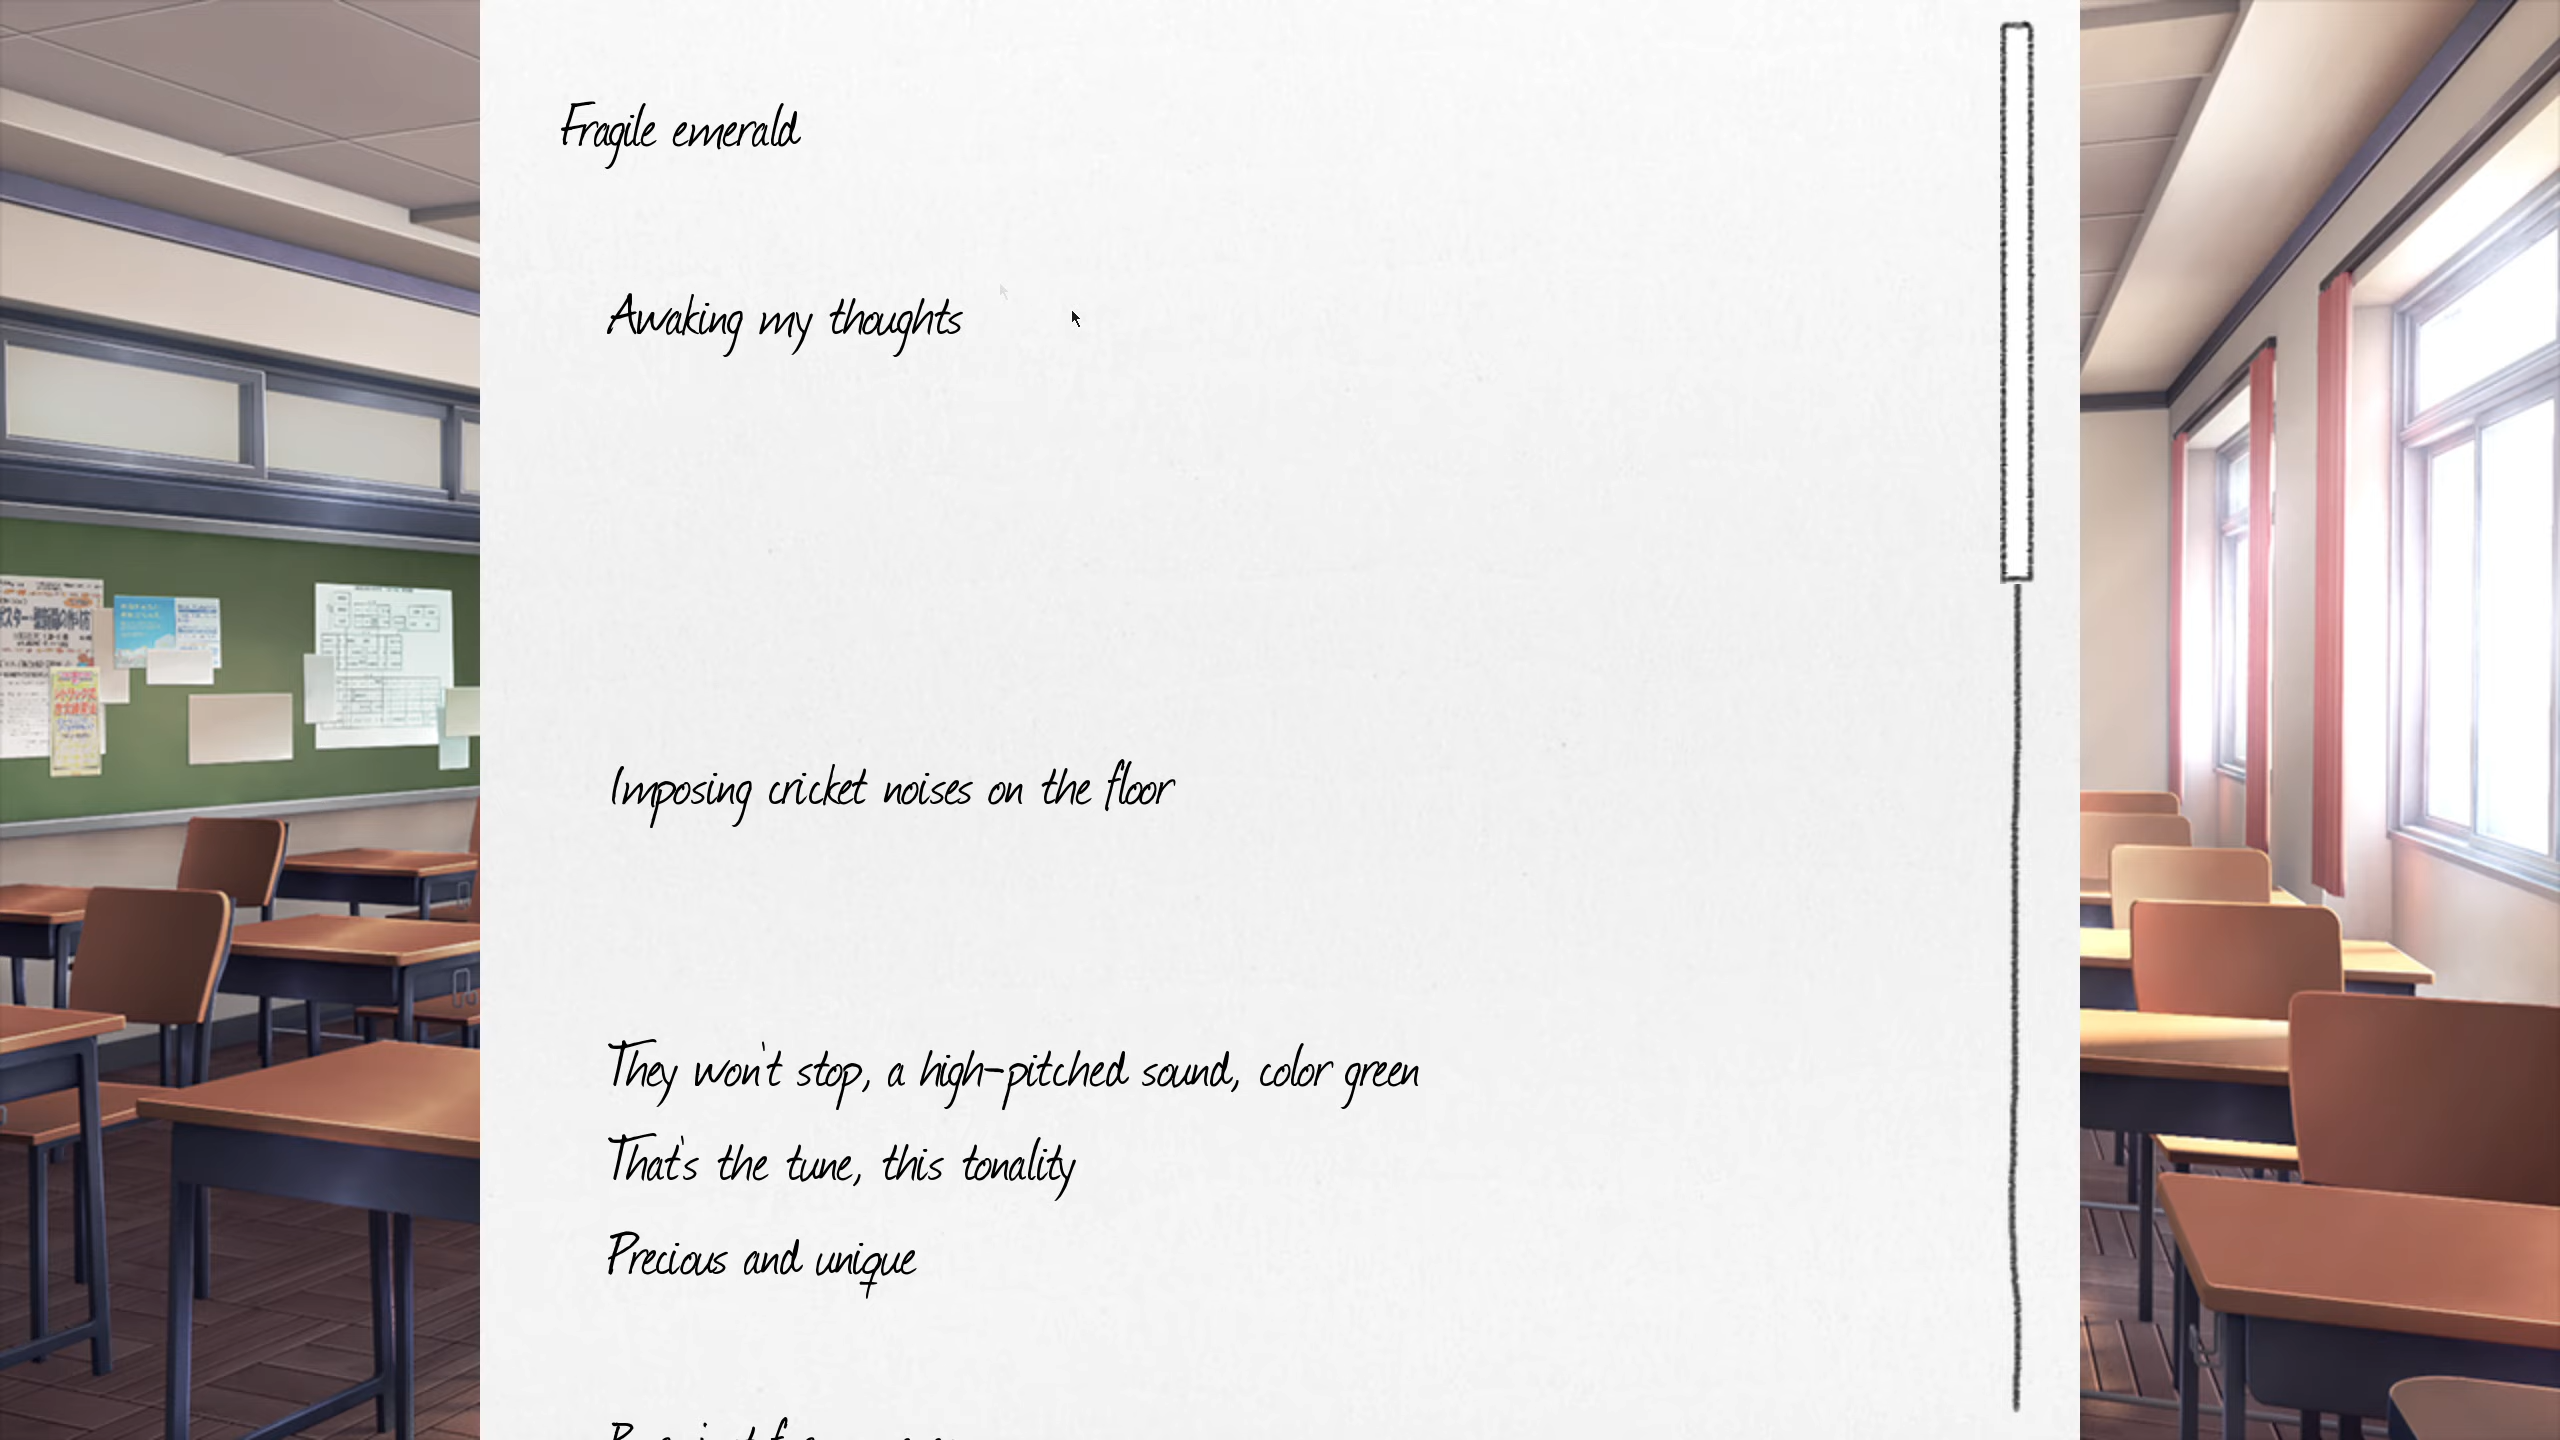 Fragile emerald
Awaking my thoughts
Imposing cricket noises on the floor
They won't stop, a high-pitched sound, color green
That's the tune, this tonality
Precious and unique